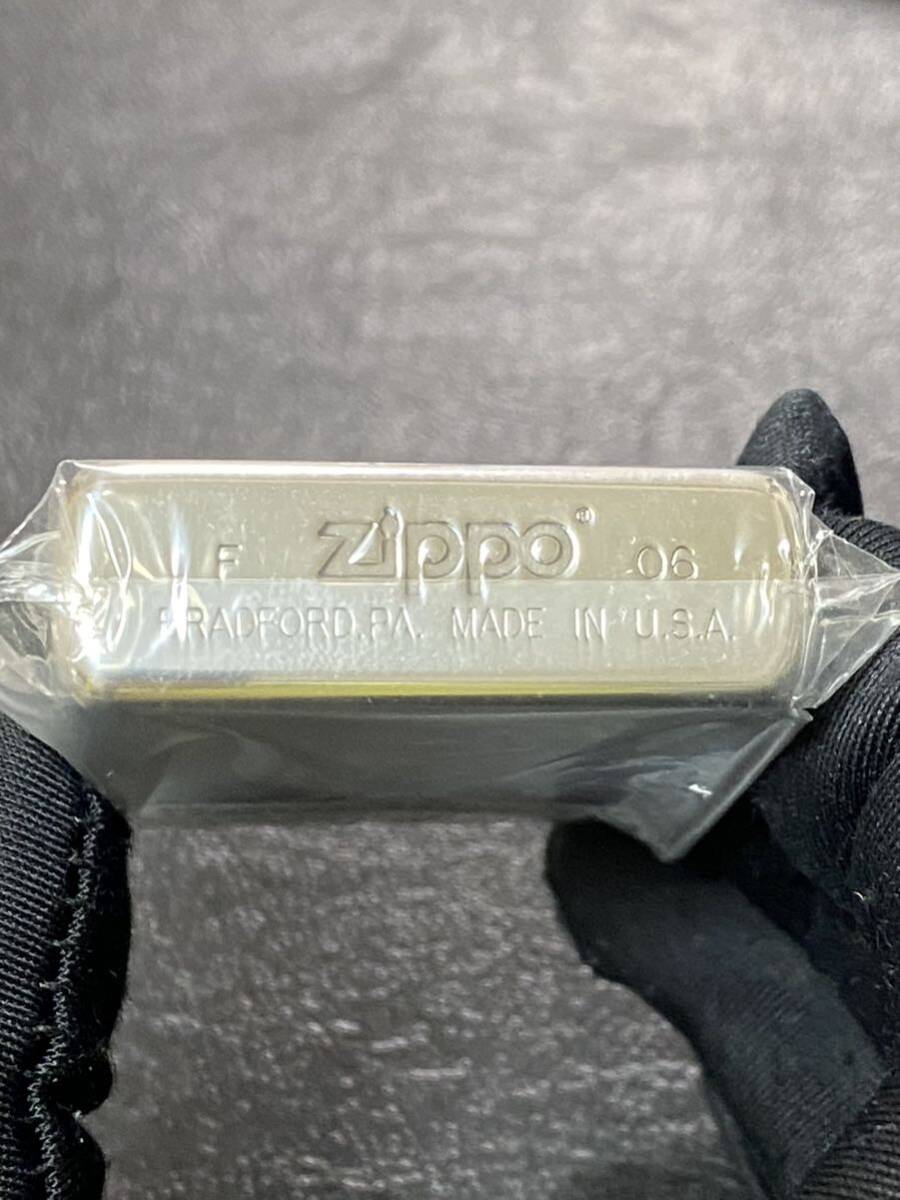 F Zippo® 06
BRADFORD, PA. MADE IN U.S.A.